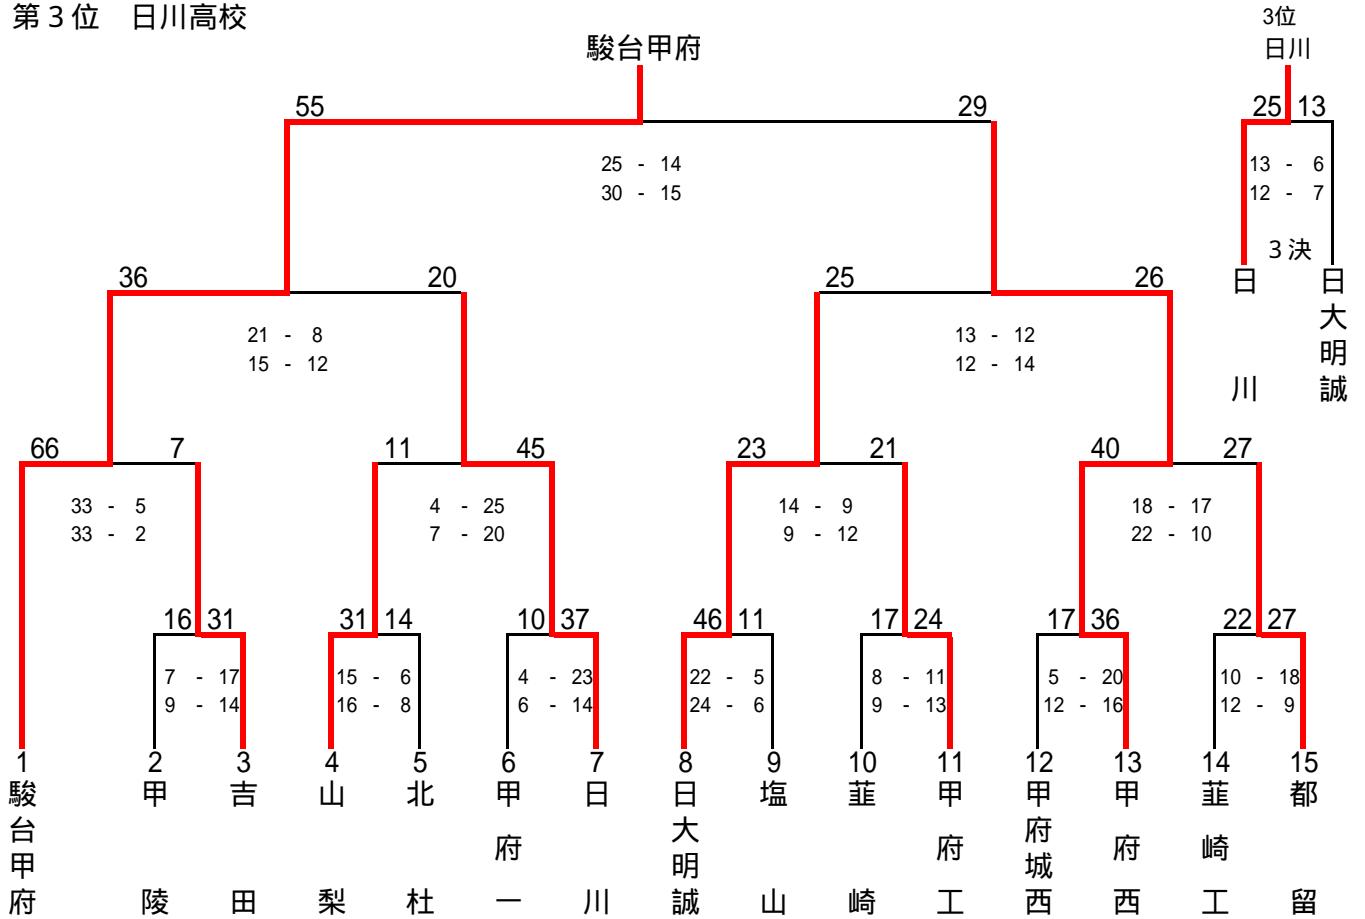 第３位　日川高校
3位
駿台甲府
日川
55
29
25 13
25 - 14
30 - 15
13 - 6
12 - 7
３決
日川
日大明誠
36
20
25
26
21 - 8
15 - 12
13 - 12
12 - 14
66
7
11
45
23
21
40
27
33 - 5
33 - 2
4 - 25
7 - 20
14 - 9
9 - 12
18 - 17
22 - 10
16 31
31 14
10 37
46 11
17 24
17 36
22 27
7 - 17
9 - 14
15 - 6
16 - 8
4 - 23
6 - 14
22 - 5
24 - 6
8 - 11
9 - 13
5 - 20
12 - 16
10 - 18
12 - 9
1
駿台甲府
2
甲陵
3
吉田
4
山梨
5
北杜
6
甲府一
7
日川
8
日大明誠
9
塩山
10
韮崎
11
甲府工
12
甲府城西
13
甲府西
14
韮崎工
15
都留